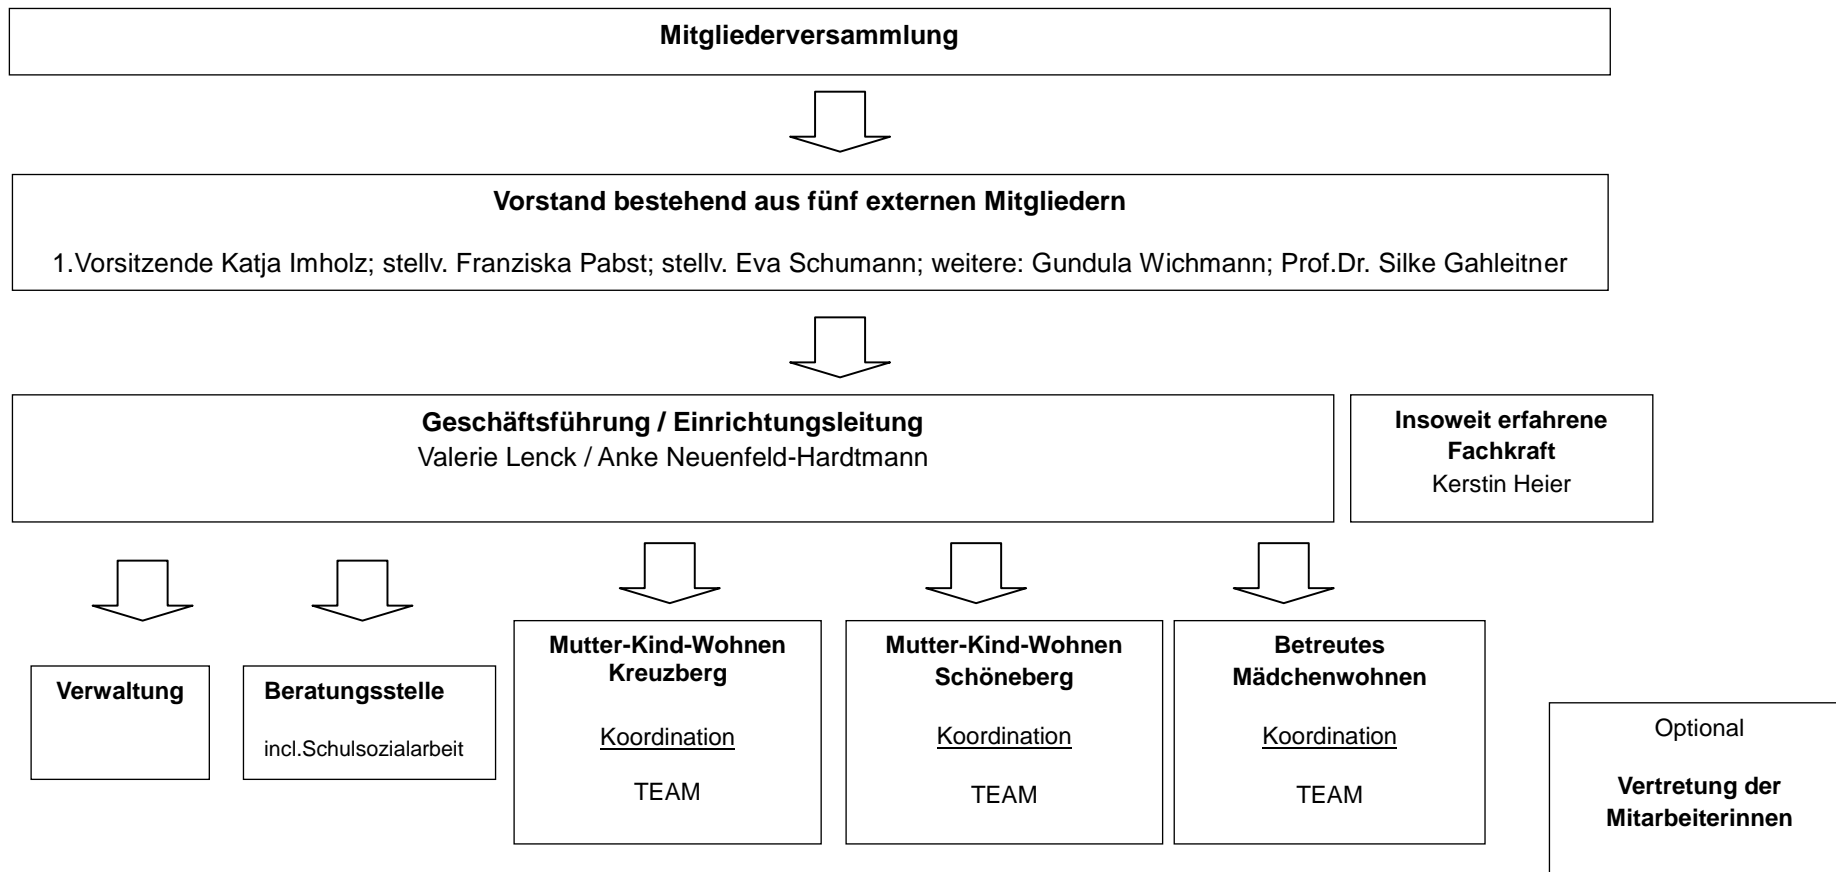 Mitgliederversammlung
Vorstand bestehend aus fünf externen Mitgliedern
1.Vorsitzende Katja Imholz; stellv. Franziska Pabst; stellv. Eva Schumann; weitere: Gundula Wichmann; Prof.Dr. Silke Gahleitner
Geschäftsführung / Einrichtungsleitung
Valerie Lenck / Anke Neuenfeld-Hardtmann
Insoweit erfahrene
Fachkraft
Kerstin Heier
Verwaltung
Beratungsstelle
incl.Schulsozialarbeit
Mutter-Kind-Wohnen
Kreuzberg
Koordination
TEAM
Mutter-Kind-Wohnen
Schöneberg
Koordination
TEAM
Betreutes
Mädchenwohnen
Koordination
TEAM
Optional
Vertretung der
Mitarbeiterinnen